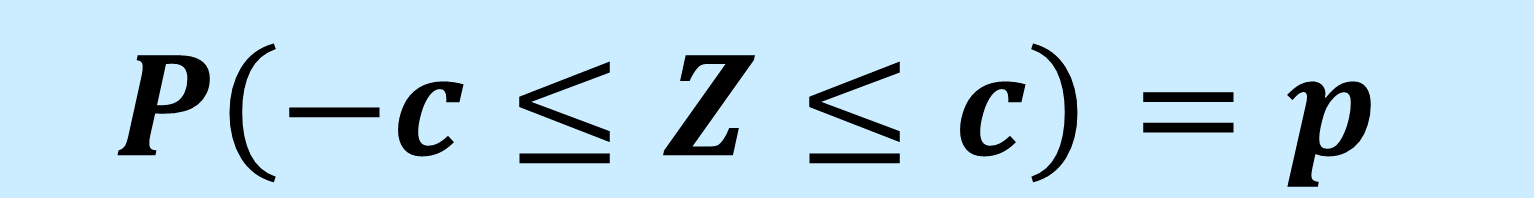 P(−c ≤ Z ≤ c) = p